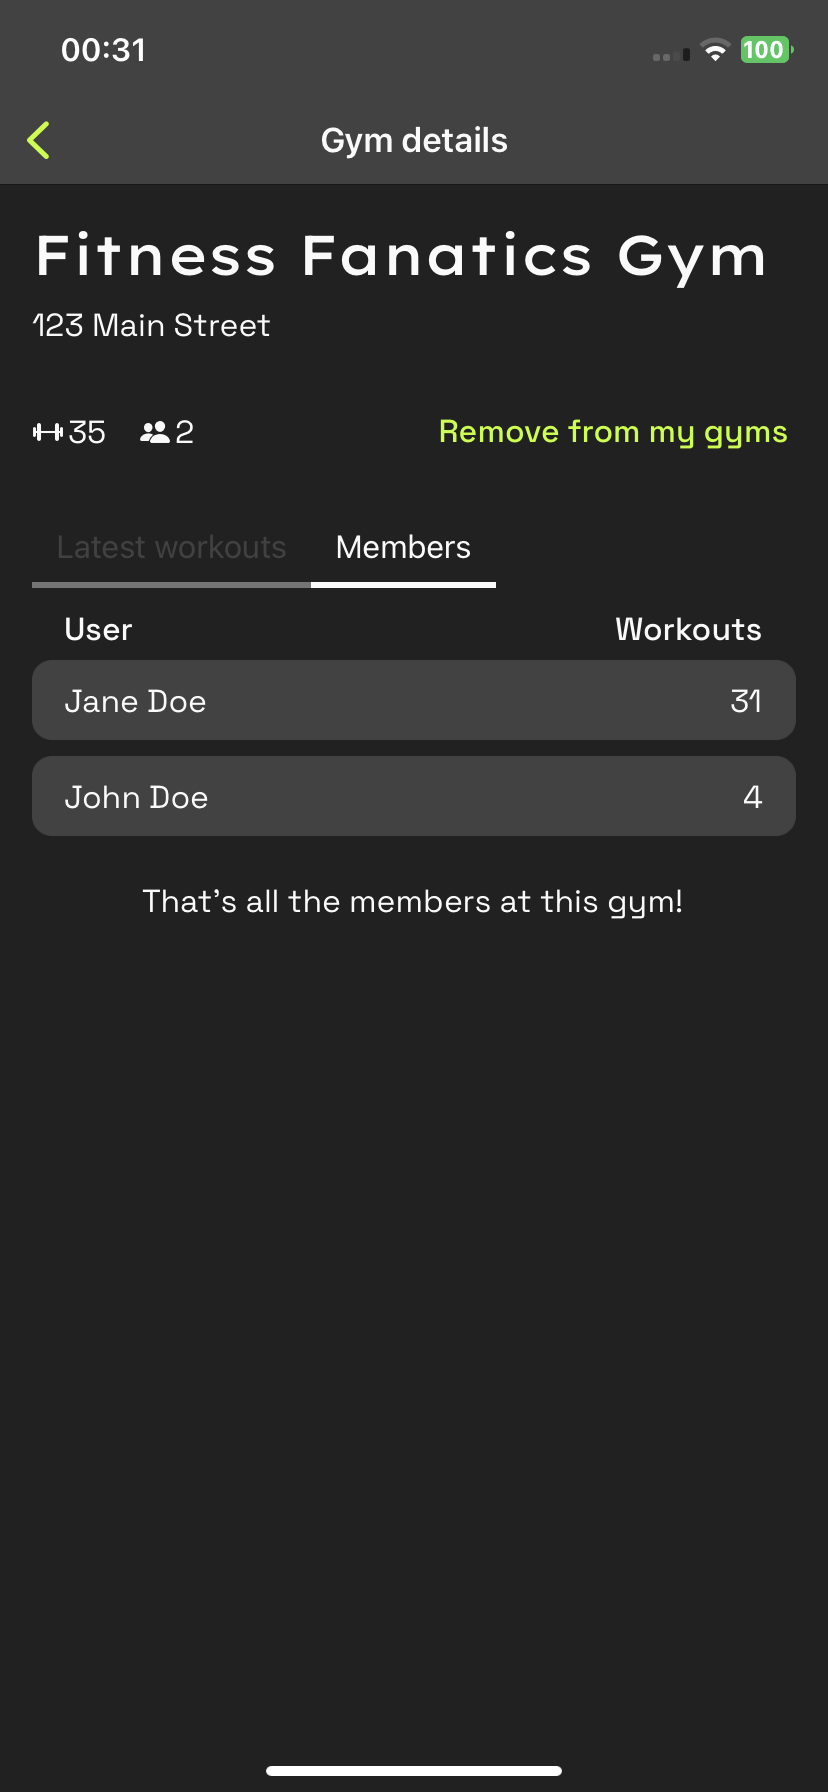 00:31
100
Gym details
Fitness Fanatics Gym
123 Main Street
35 2 Remove from my gyms
Latest workouts Members
User Workouts
Jane Doe 31
John Doe 4
That's all the members at this gym!